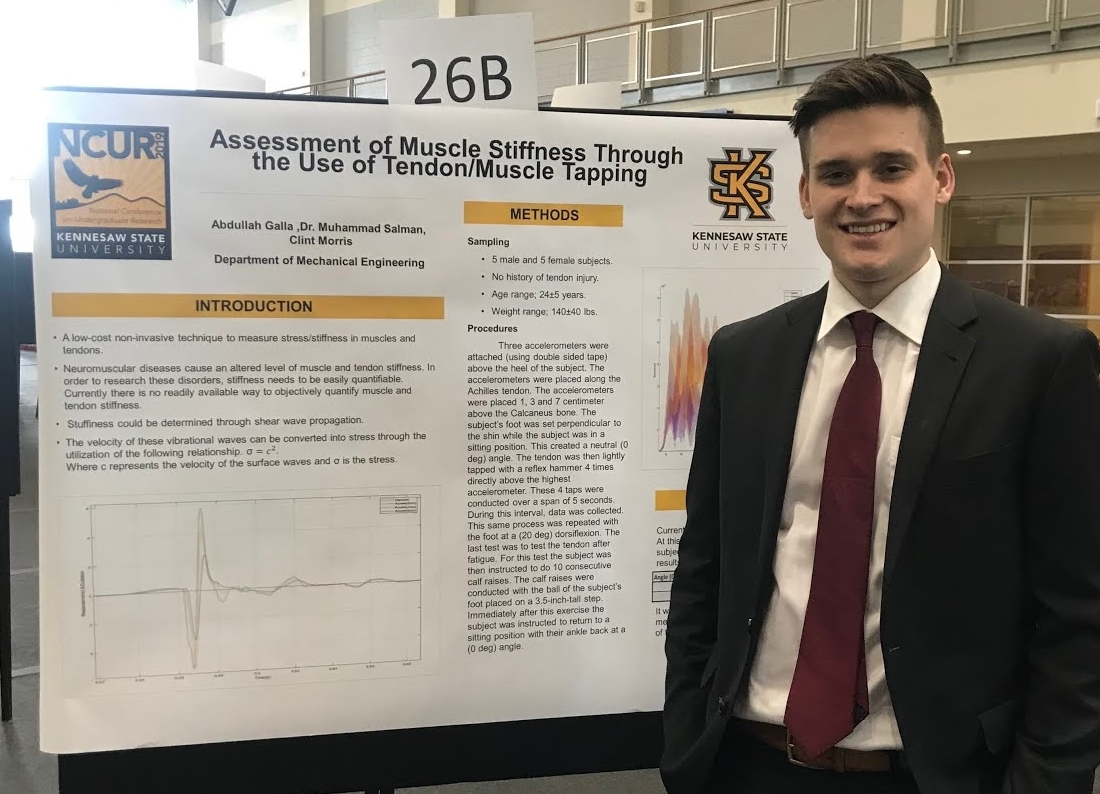 26B
NCUR 2019
National Conference
on Undergraduate Research
KENNESAW STATE
UNIVERSITY
Assessment of Muscle Stiffness Through
the Use of Tendon/Muscle Tapping
KENNESAW STATE
UNIVERSITY
Abdullah Galla ,Dr. Muhammad Salman,
Clint Morris
Department of Mechanical Engineering
INTRODUCTION
• A low-cost non-invasive technique to measure stress/stiffness in muscles and
tendons.
• Neuromuscular diseases cause an altered level of muscle and tendon stiffness. In
order to research these disorders, stiffness needs to be easily quantifiable.
Currently there is no readily available way to objectively quantify muscle and
tendon stiffness.
• Stuffiness could be determined through shear wave propagation.
• The velocity of these vibrational waves can be converted into stress through the
utilization of the following relationship. σ = c².
Where c represents the velocity of the surface waves and σ is the stress.
METHODS
Sampling
• 5 male and 5 female subjects.
• No history of tendon injury.
• Age range; 24±5 years.
• Weight range; 140±40 lbs.
Procedures
Three accelerometers were
attached (using double sided tape)
above the heel of the subject. The
accelerometers were placed along the
Achilles tendon. The accelerometers
were placed 1, 3 and 7 centimeter
above the Calcaneus bone. The
subject's foot was set perpendicular to
the shin while the subject was in a
sitting position. This created a neutral (0
deg) angle. The tendon was then lightly
tapped with a reflex hammer 4 times
directly above the highest
accelerometer. These 4 taps were
conducted over a span of 5 seconds.
During this interval, data was collected.
This same process was repeated with
the foot at a (20 deg) dorsiflexion. The
last test was to test the tendon after
fatigue. For this test the subject was
then instructed to do 10 consecutive
calf raises. The calf raises were
conducted with the ball of the subject's
foot placed on a 3.5-inch-tall step.
Immediately after this exercise the
subject was instructed to return to a
sitting position with their ankle back at a
(0 deg) angle.
Current
At this
subje
result
Angle (
It w
me
of t